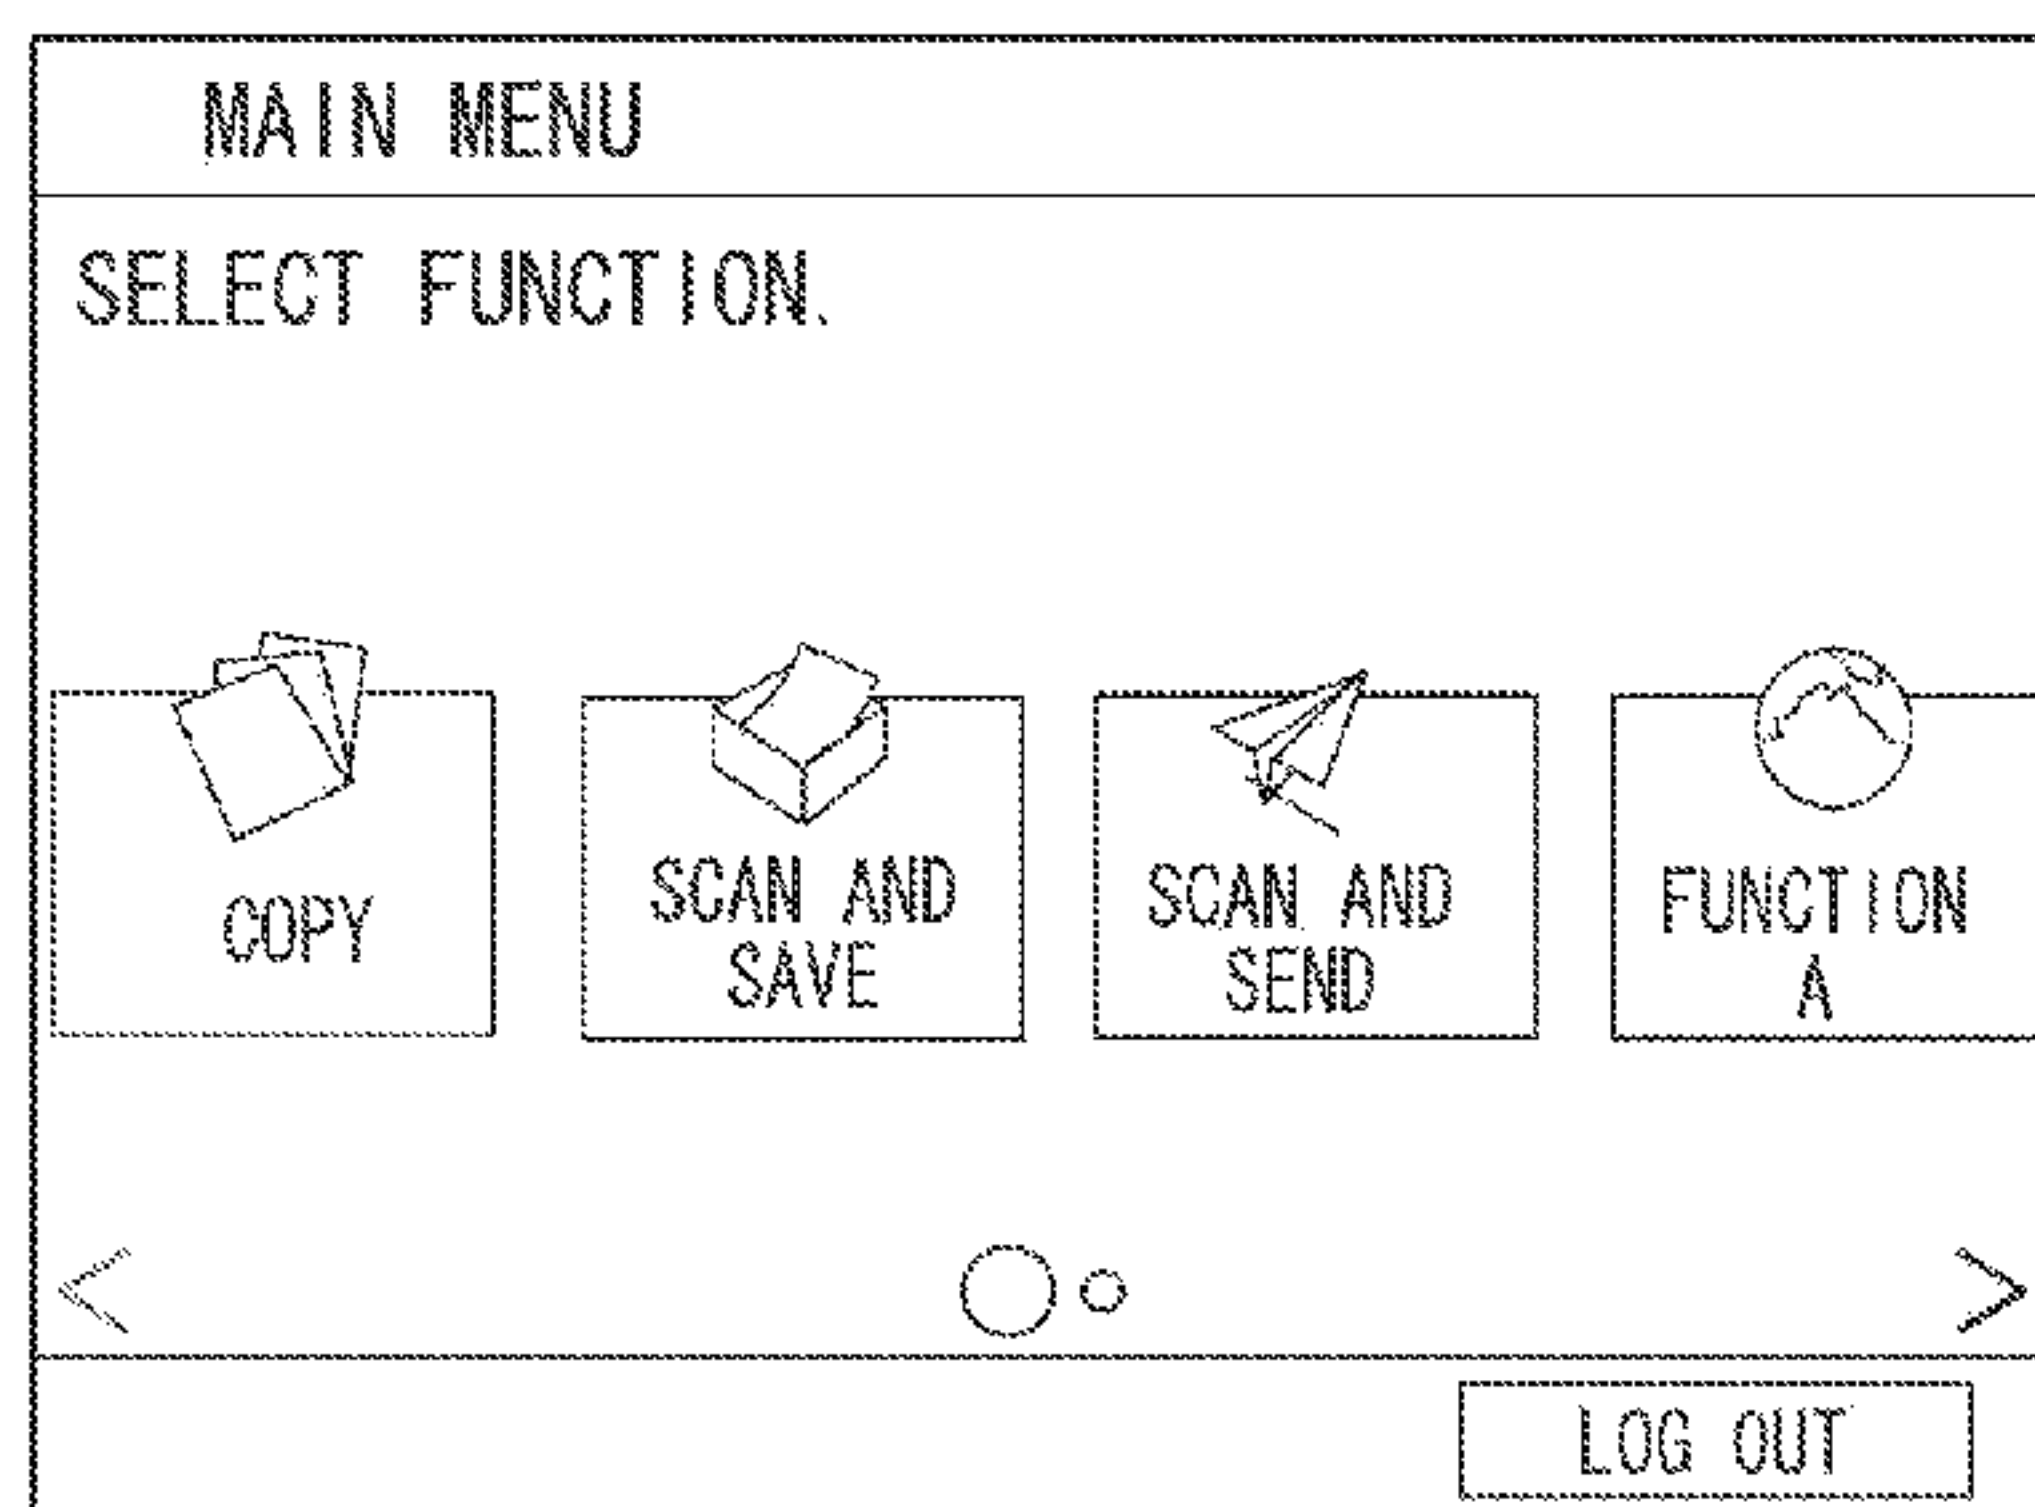 MAIN MENU
SELECT FUNCTION.
COPY
SCAN AND
SAVE
SCAN AND
SEND
FUNCTION
A
LOG OUT